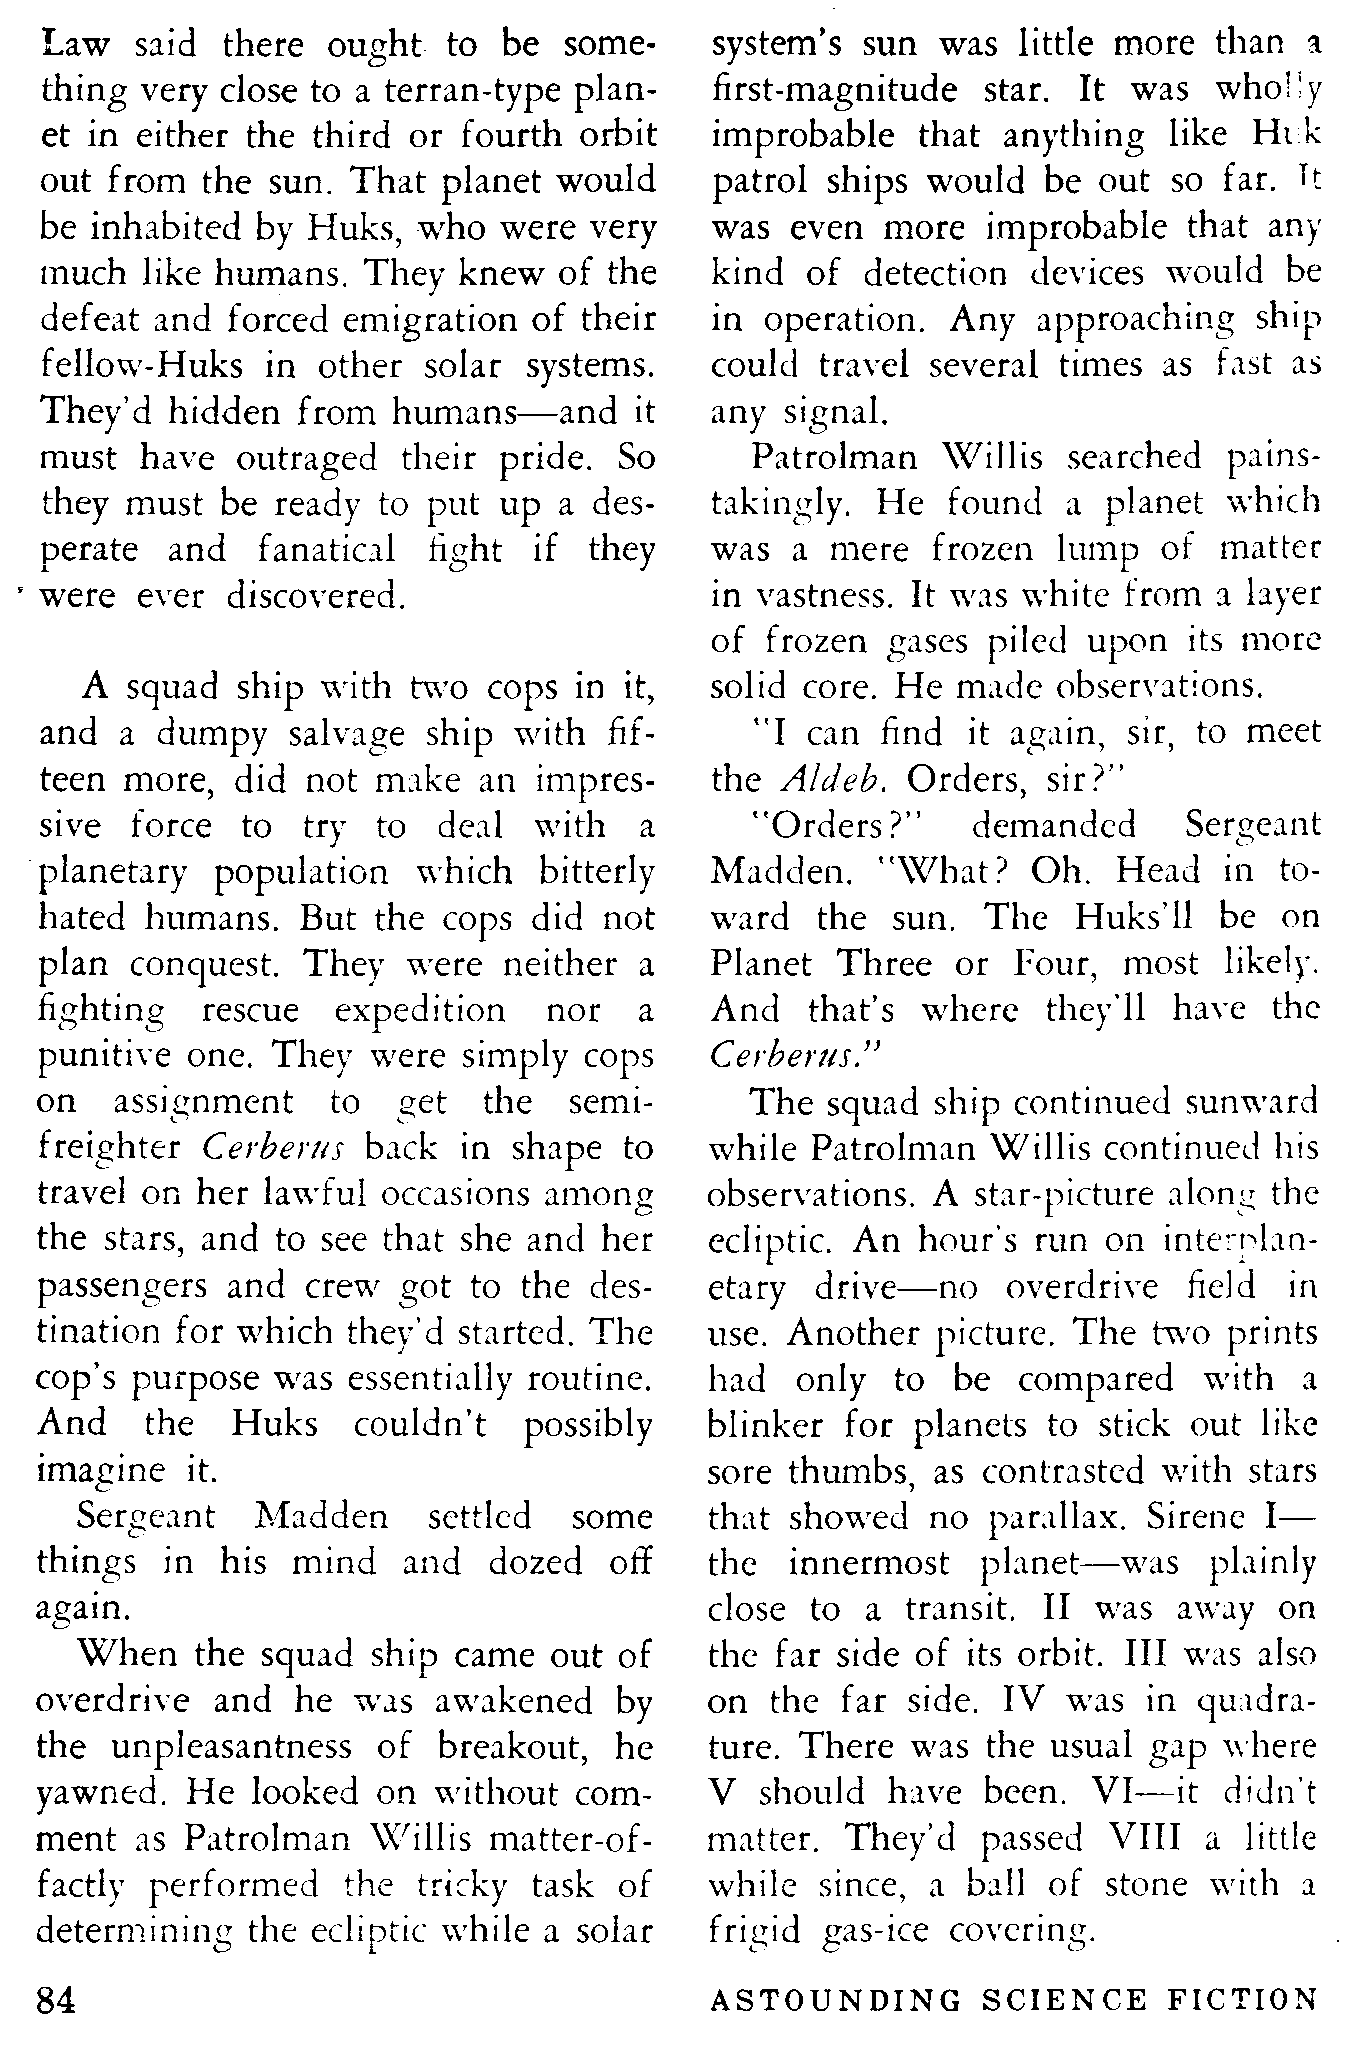 Law said there ought to be some-
thing very close to a terran-type plan-
et in either the third or fourth orbit
out from the sun. That planet would
be inhabited by Huks, who were very
much like humans. They knew of the
defeat and forced emigration of their
fellow-Huks in other solar systems.
They'd hidden from humans—and it
must have outraged their pride. So
they must be ready to put up a des-
perate and fanatical fight if they
were ever discovered.
A squad ship with two cops in it,
and a dumpy salvage ship with fif-
teen more, did not make an impres-
sive force to try to deal with a
planetary population which bitterly
hated humans. But the cops did not
plan conquest. They were neither a
fighting rescue expedition nor a
punitive one. They were simply cops
on assignment to get the semi-
freighter Cerberus back in shape to
travel on her lawful occasions among
the stars, and to see that she and her
passengers and crew got to the des-
tination for which they'd started. The
cop's purpose was essentially routine.
And the Huks couldn't possibly
imagine it.
Sergeant Madden settled some
things in his mind and dozed off
again.
When the squad ship came out of
overdrive and he was awakened by
the unpleasantness of breakout, he
yawned. He looked on without com-
ment as Patrolman Willis matter-of-
factly performed the tricky task of
determining the ecliptic while a solar
system's sun was little more than a
first-magnitude star. It was wholly
improbable that anything like Huk
patrol ships would be out so far. It
was even more improbable that any
kind of detection devices would be
in operation. Any approaching ship
could travel several times as fast as
any signal.
Patrolman Willis searched pains-
takingly. He found a planet which
was a mere frozen lump of matter
in vastness. It was white from a layer
of frozen gases piled upon its more
solid core. He made observations.
"I can find it again, sir, to meet
the Aldeb. Orders, sir?"
"Orders?" demanded Sergeant
Madden. "What? Oh. Head in to-
ward the sun. The Huks'll be on
Planet Three or Four, most likely.
And that's where they'll have the
Cerberus."
The squad ship continued sunward
while Patrolman Willis continued his
observations. A star-picture along the
ecliptic. An hour's run on interplan-
etary drive—no overdrive field in
use. Another picture. The two prints
had only to be compared with a
blinker for planets to stick out like
sore thumbs, as contrasted with stars
that showed no parallax. Sirene I—
the innermost planet—was plainly
close to a transit. II was away on
the far side of its orbit. III was also
on the far side. IV was in quadra-
ture. There was the usual gap where
V should have been. VI—it didn't
matter. They'd passed VIII a little
while since, a ball of stone with a
frigid gas-ice covering.
84
ASTOUNDING SCIENCE FICTION